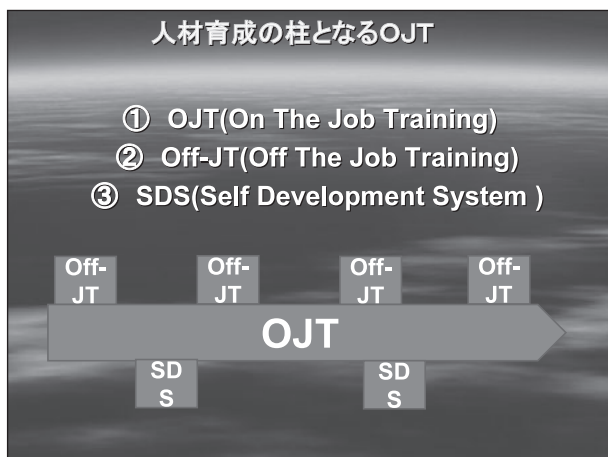 人材育成の柱となるOJT
① OJT(On The Job Training)
② Off-JT(Off The Job Training)
③ SDS(Self Development System )
Off-
JT
Off-
JT
Off-
JT
Off-
JT
OJT
SD
S
SD
S